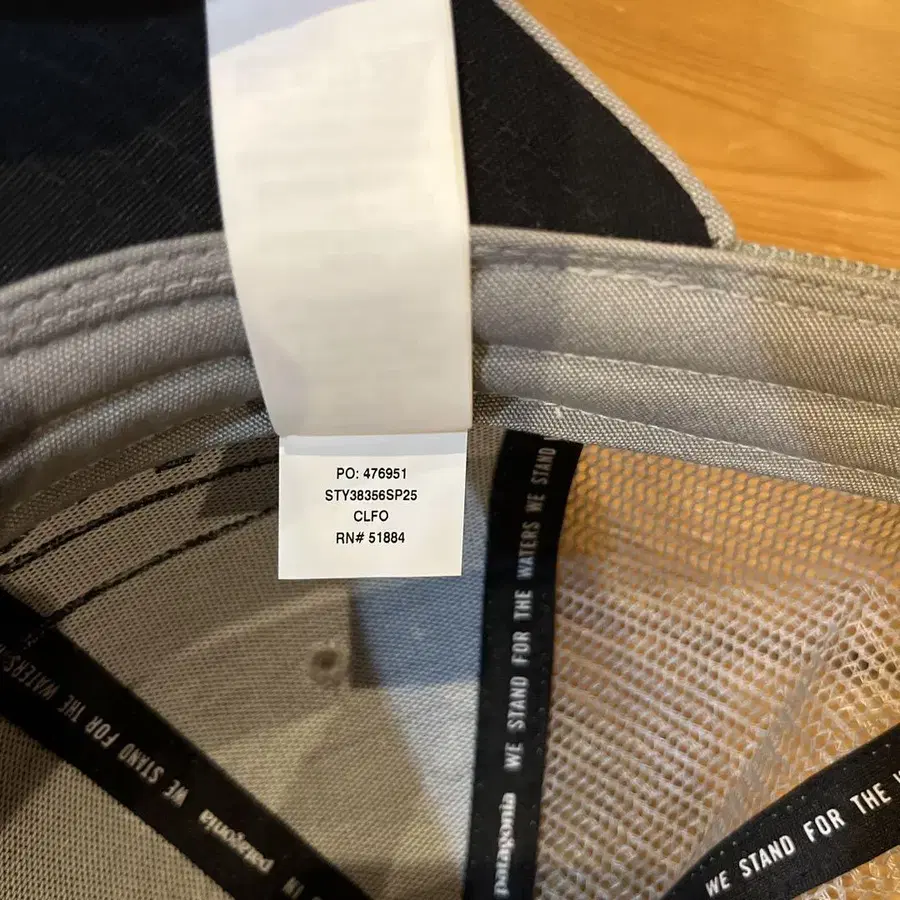 PO: 476951
STY38356SP25
CLFO
RN# 51884
patagonia WE STAND FOR THE WATERS WE STAND
patagonia WE STAND FOR THE WATERS
IN
WE STAND FOR THE